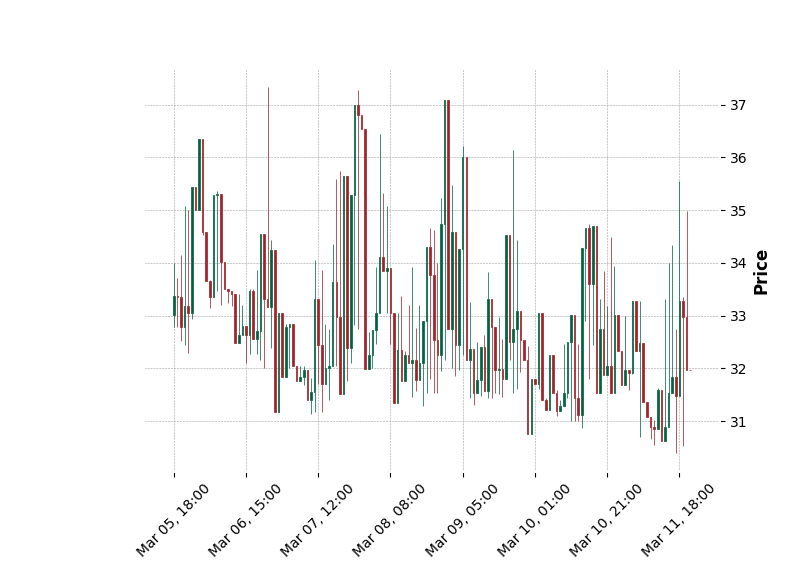 37
36
35
34
33
32
31
Price
Mar 05, 18:00
Mar 06, 15:00
Mar 07, 12:00
Mar 08, 08:00
Mar 09, 05:00
Mar 10, 01:00
Mar 10, 21:00
Mar 11, 18:00